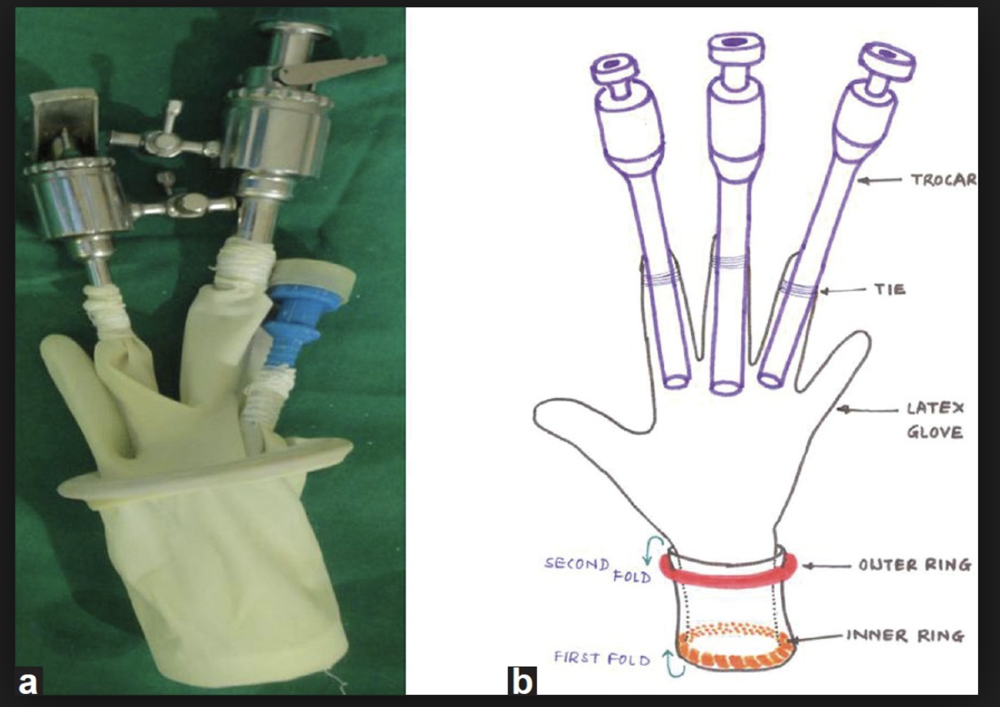 TROCAR
TIE
LATEX
GLOVE
SECOND
FOLD
OUTER RING
INNER RING
FIRST FOLD
a
b